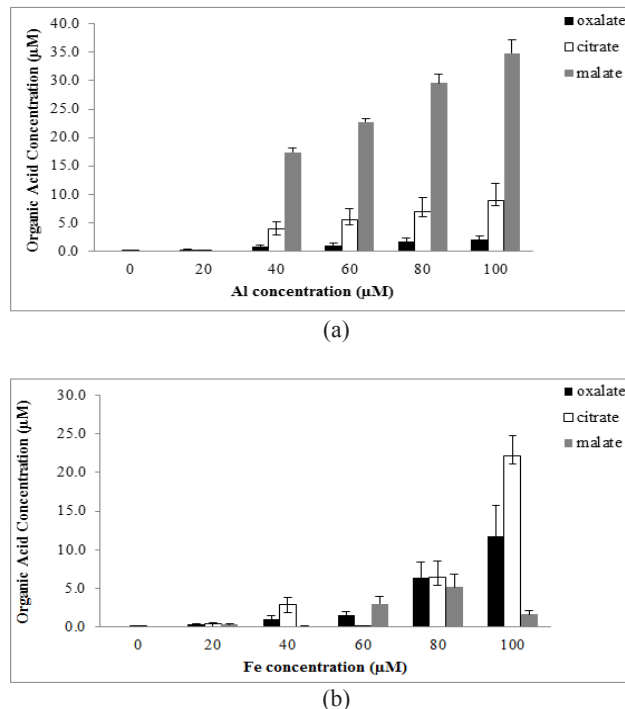 40.0
35.0
30.0
25.0
20.0
15.0
10.0
5.0
0.0
Organic Acid Concentration (μM)
oxalate
citrate
malate
0 20 40 60 80 100
Al concentration (μM)
(a)
30.0
25.0
20.0
15.0
10.0
5.0
0.0
Organic Acid Concentration (μM)
oxalate
citrate
malate
0 20 40 60 80 100
Fe concentration (μM)
(b)